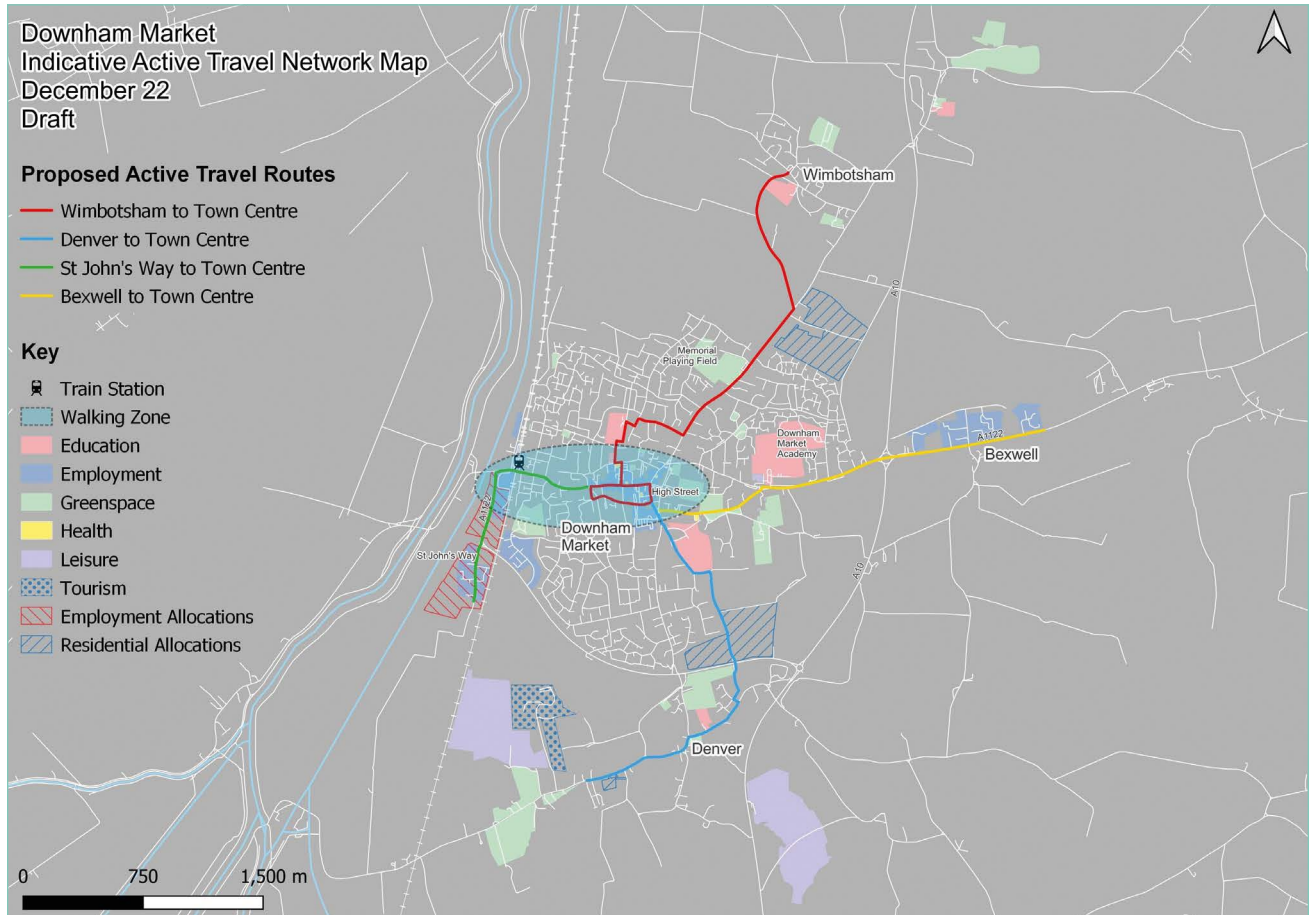 Downham Market
Indicative Active Travel Network Map
December 22
Draft
Proposed Active Travel Routes
Wimbotsham to Town Centre
Denver to Town Centre
St John's Way to Town Centre
Bexwell to Town Centre
Key
Train Station
Walking Zone
Education
Employment
Greenspace
Health
Leisure
Tourism
Employment Allocations
Residential Allocations
0 750 1,500 m
Wimbotsham
A10
Memorial
Playing Field
Downham
Market
Academy
A1122
Bexwell
High Street
A1122
Downham
Market
St John's Way
A10
Denver